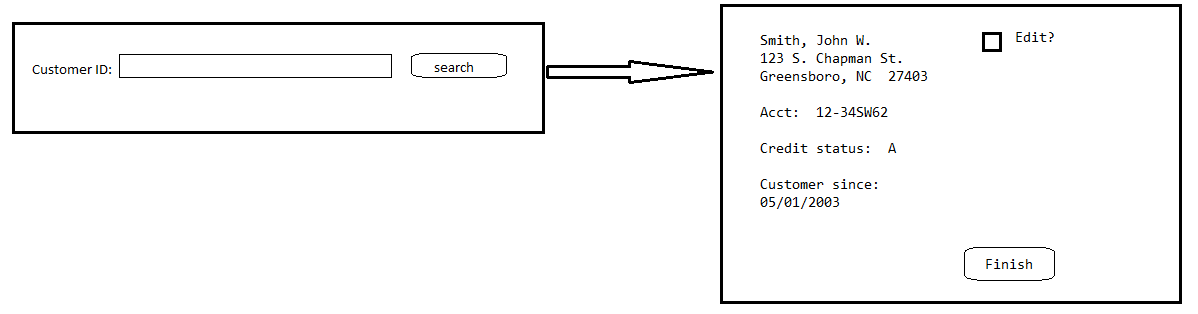 Customer ID:
search
Smith, John W.
Edit?
123 S. Chapman St.
Greensboro, NC  27403
Acct:  12-34SW62
Credit status:  A
Customer since:
05/01/2003
Finish